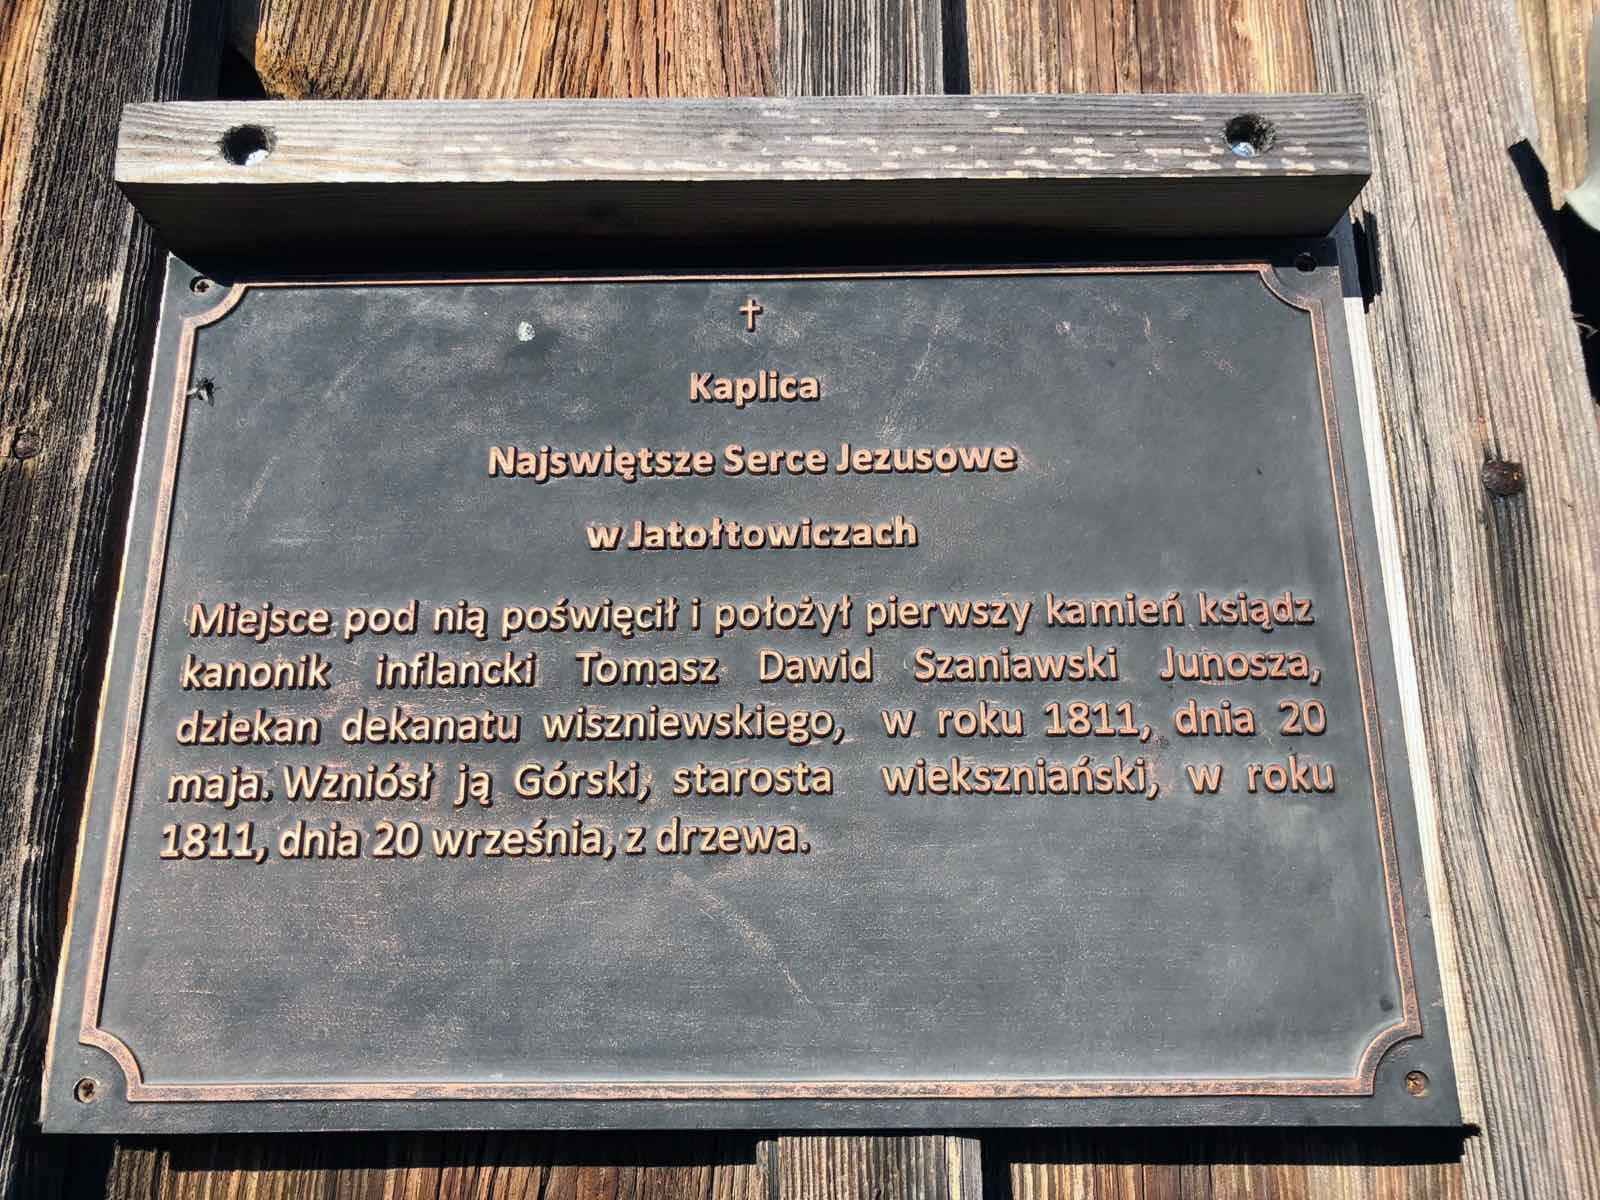 Kaplica
Najswiętsze Serce Jezusowe
w Jatołtowiczach
Miejsce pod nią poświęcił i położył pierwszy kamień ksiądz
kanonik inflancki Tomasz Dawid Szaniawski Junosza,
dziekan dekanatu wiszniewskiego, w roku 1811, dnia 20
maja. Wzniósł ją Górski, starosta wieksznianski, w roku
1811, dnia 20 września, z drzewa.